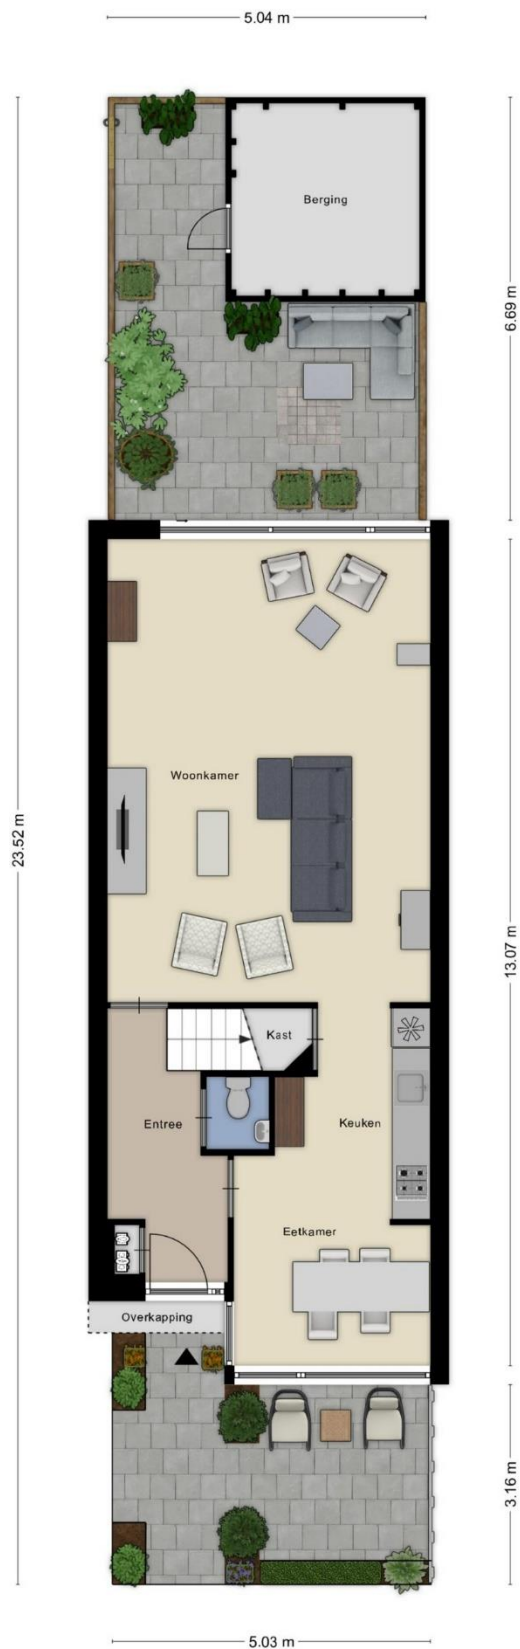 5.04 m
Berging
6.69 m
Woonkamer
23.52 m
13.07 m
Kast
Entree
Keuken
Eetkamer
Overkapping
3.16 m
5.03 m